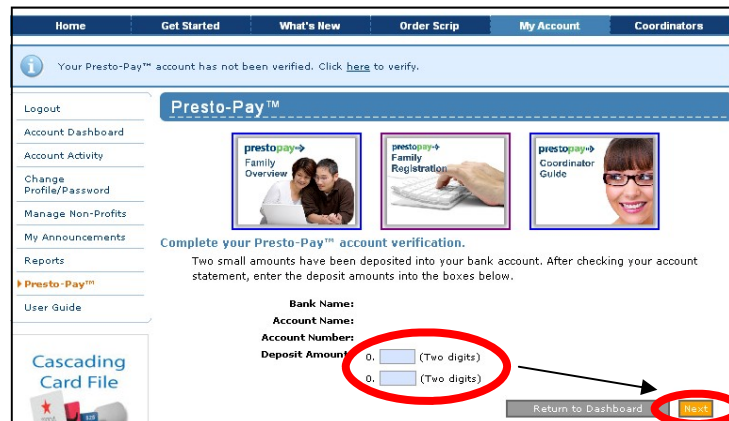 Home Get Started What's New Order Scrip My Account Coordinators
Your Presto-Pay™ account has not been verified. Click here to verify.
Logout
Account Dashboard
Account Activity
Change
Profile/Password
Manage Non-Profits
My Announcements
Reports
Presto-Pay™
User Guide
Cascading
Card File
Presto-Pay™
prestopay
Family
Overview
prestopay
Family
Registration
prestopay
Coordinator
Guide
Complete your Presto-Pay™ account verification.
Two small amounts have been deposited into your bank account. After checking your account
statement, enter the deposit amounts into the boxes below.
Bank Name:
Account Name:
Account Number:
Deposit Amount
0. (Two digits)
0. (Two digits)
Return to Dashboard Next